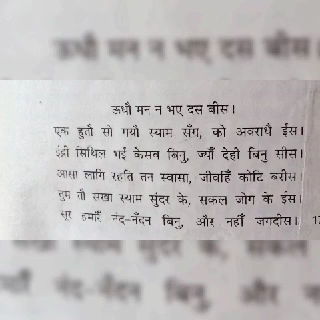 ऊधौ मन न भए दस बीस।
एक हुतौ सो गयौ स्याम सँग, को अवराधै ईस।
इंद्री सिथिल भई केसव बिनु, ज्यौं देही बिनु सीस।
आसा लागि रहति तन स्वासा, जीवहिं कोटि बरीस।
तुम तौ सखा स्याम सुंदर के, सकल जोग के ईस।
सूर हमारैं नंद-नँदन बिनु, और नहीं जगदीस।